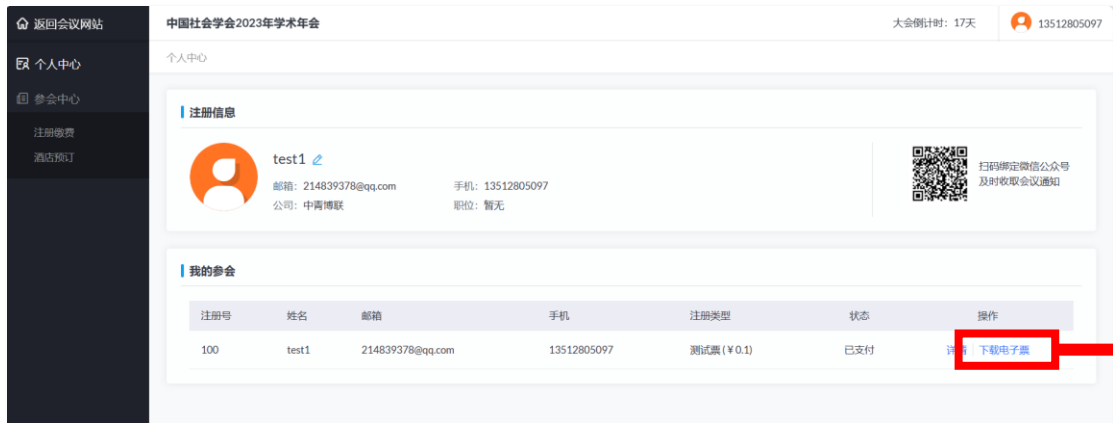 返回会议网站
中国社会学会2023年学术年会
大会倒计时：17天
13512805097
个人中心
个人中心
参会中心
注册缴费
酒店预订
注册信息
test1
邮箱：214839378@qq.com
手机：13512805097
公司：中青博联
职位：暂无
扫码绑定微信公众号
及时收取会议通知
我的参会
注册号 姓名 邮箱 手机 注册类型 状态 操作
100 test1 214839378@qq.com 13512805097 测试票 (¥0.1) 已支付 详情 下载电子票